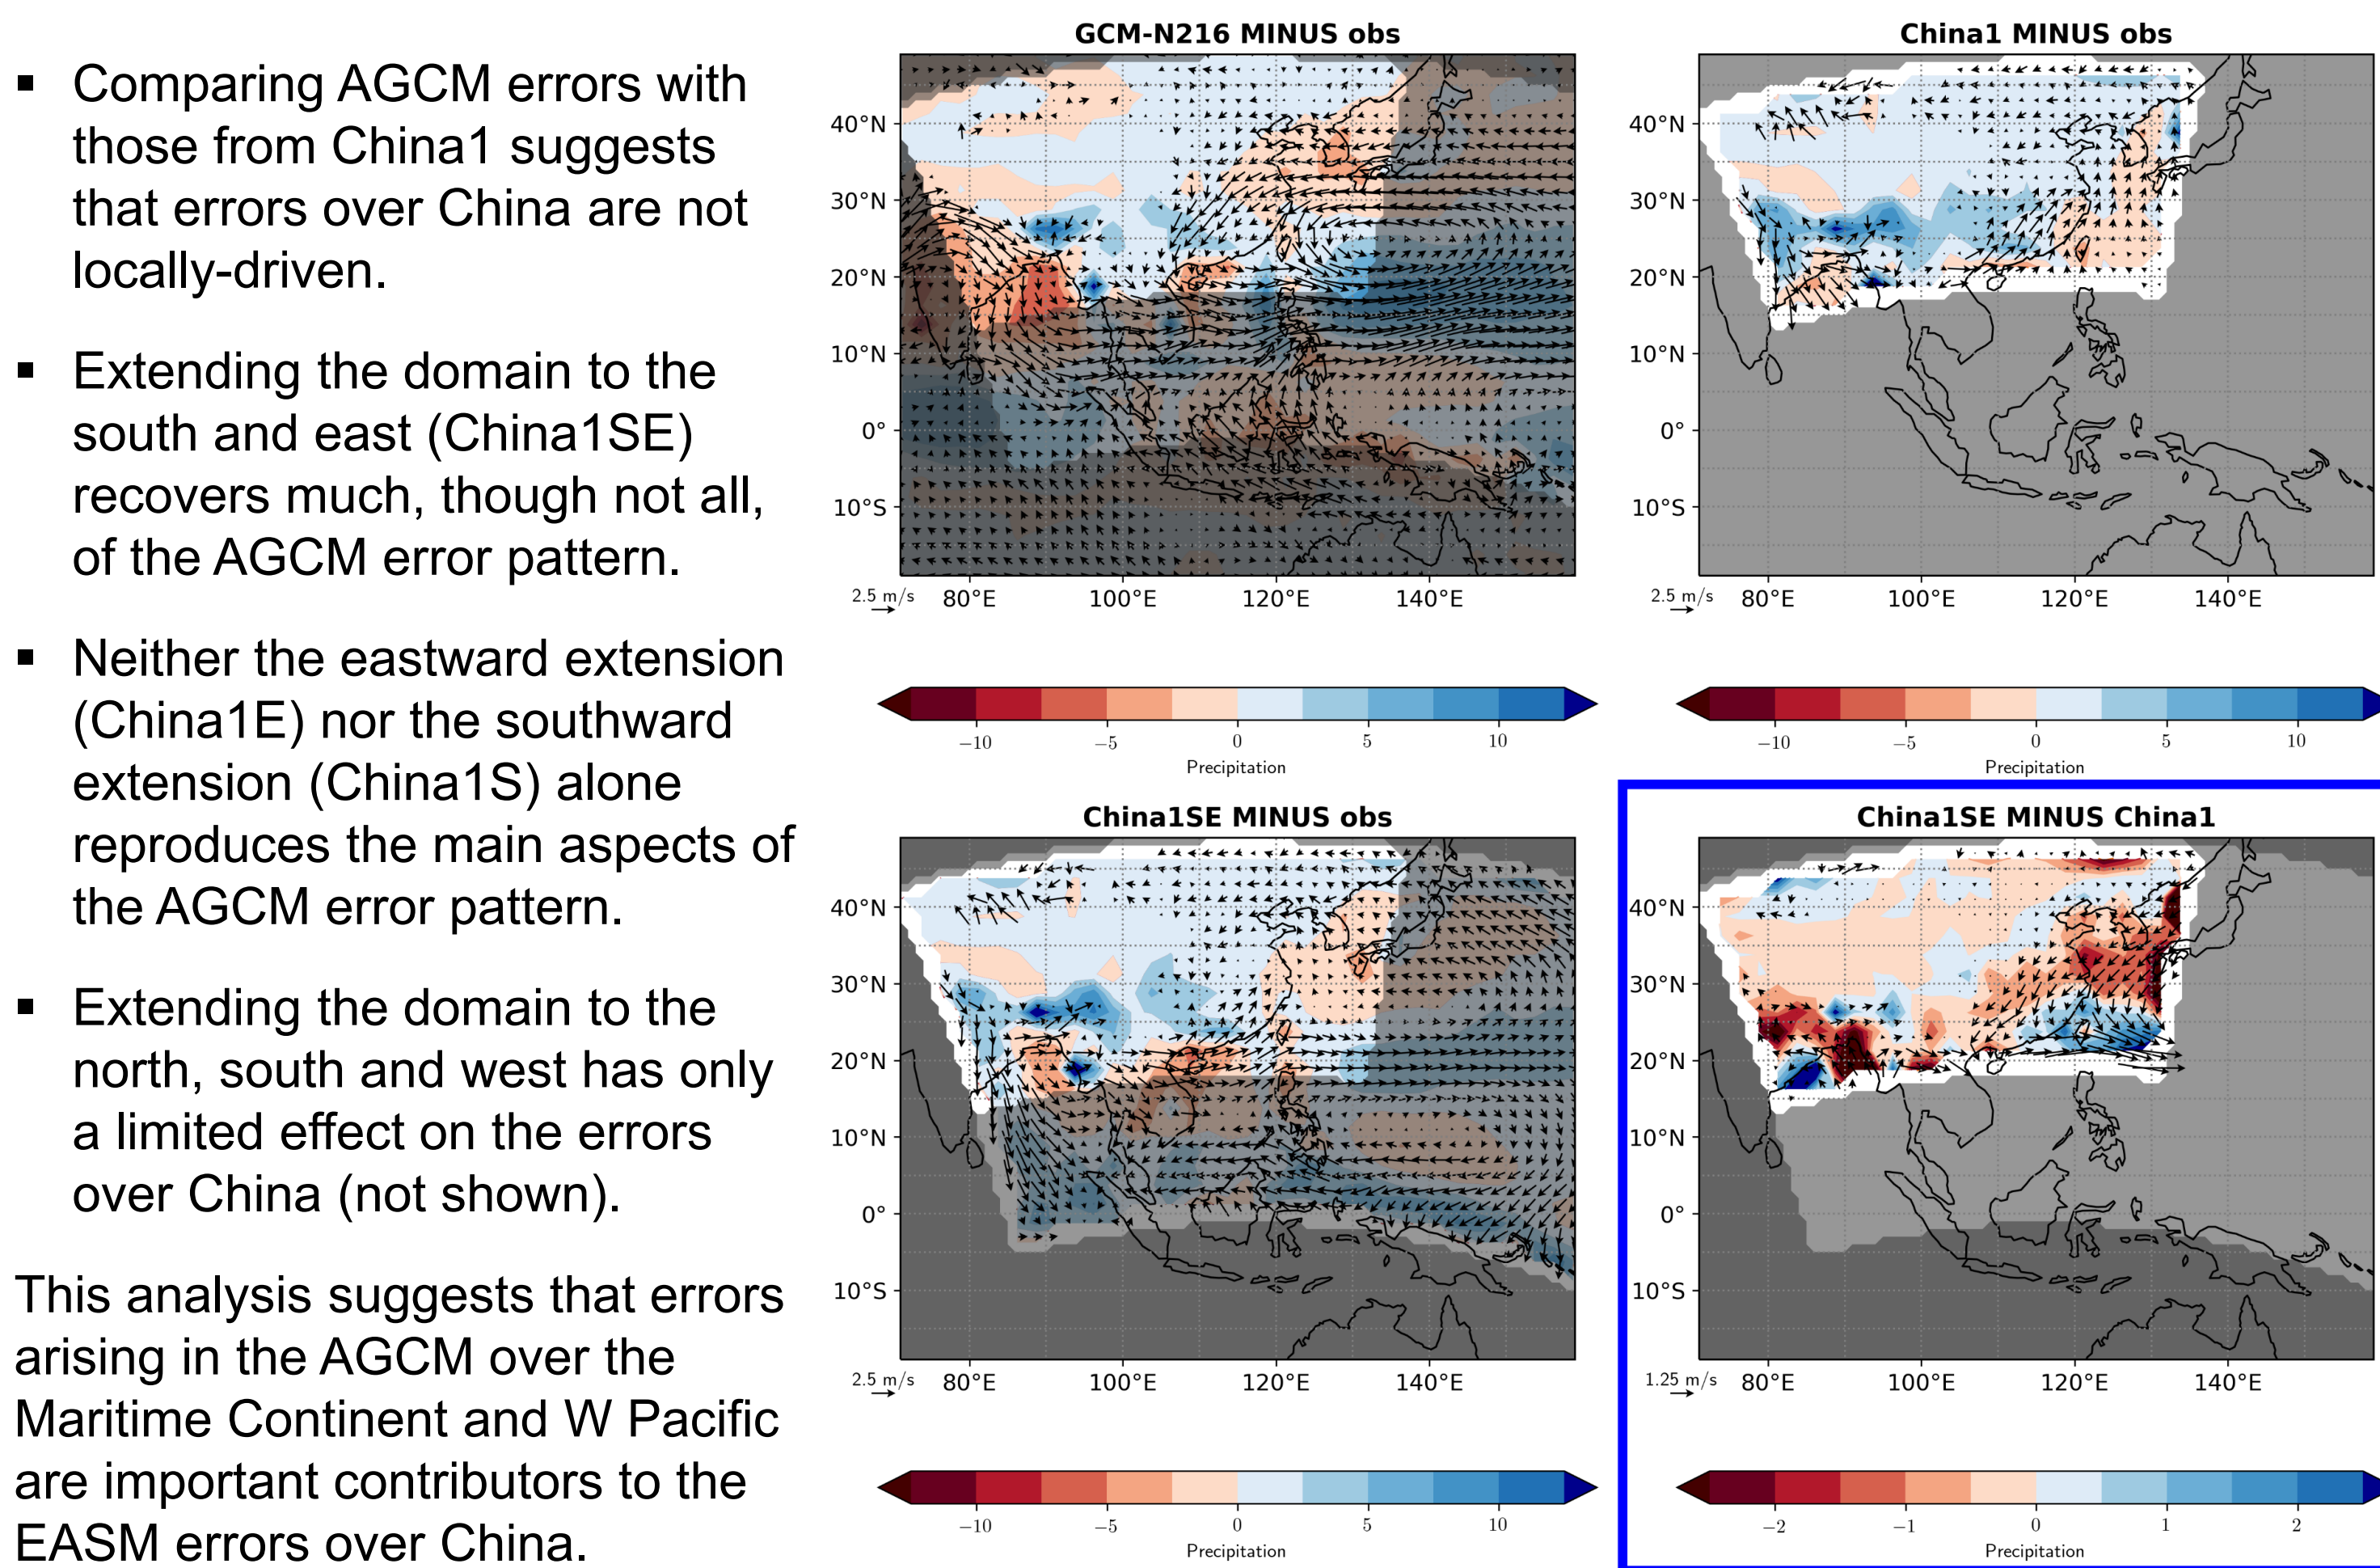 ▪ Comparing AGCM errors with
those from China1 suggests
that errors over China are not
locally-driven.
▪ Extending the domain to the
south and east (China1SE)
recovers much, though not all,
of the AGCM error pattern.
▪ Neither the eastward extension
(China1E) nor the southward
extension (China1S) alone
reproduces the main aspects of
the AGCM error pattern.
▪ Extending the domain to the
north, south and west has only
a limited effect on the errors
over China (not shown).
This analysis suggests that errors
arising in the AGCM over the
Maritime Continent and W Pacific
are important contributors to the
EASM errors over China.
GCM-N216 MINUS obs
40°N
30°N
20°N
10°N
0°
10°S
2.5 m/s 80°E 100°E 120°E 140°E
−10 −5 0 5 10
Precipitation
China1 MINUS obs
40°N
30°N
20°N
10°N
0°
10°S
2.5 m/s 80°E 100°E 120°E 140°E
−10 −5 0 5 10
Precipitation
China1SE MINUS obs
40°N
30°N
20°N
10°N
0°
10°S
2.5 m/s 80°E 100°E 120°E 140°E
−10 −5 0 5 10
Precipitation
China1SE MINUS China1
40°N
30°N
20°N
10°N
0°
10°S
1.25 m/s 80°E 100°E 120°E 140°E
−2 −1 0 1 2
Precipitation